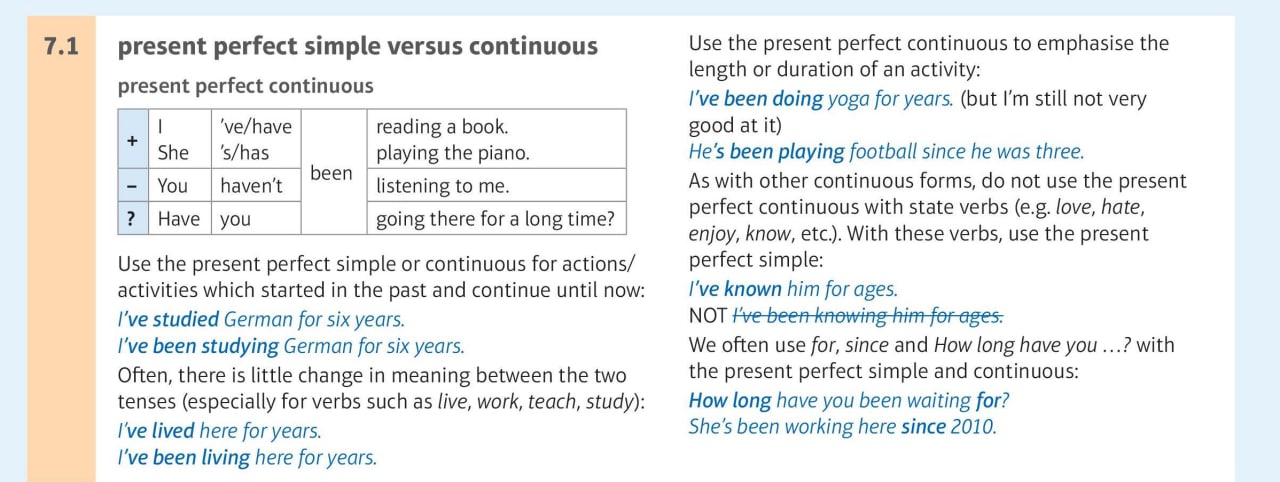 7.1
present perfect simple versus continuous
present perfect continuous
+ I 've/have been reading a book.
She 's/has playing the piano.
– You haven't listening to me.
? Have you going there for a long time?
Use the present perfect simple or continuous for actions/
activities which started in the past and continue until now:
I've studied German for six years.
I've been studying German for six years.
Often, there is little change in meaning between the two
tenses (especially for verbs such as live, work, teach, study):
I've lived here for years.
I've been living here for years.
Use the present perfect continuous to emphasise the
length or duration of an activity:
I've been doing yoga for years. (but I'm still not very
good at it)
He's been playing football since he was three.
As with other continuous forms, do not use the present
perfect continuous with state verbs (e.g. love, hate,
enjoy, know, etc.). With these verbs, use the present
perfect simple:
I've known him for ages.
NOT I've been knowing him for ages.
We often use for, since and How long have you …? with
the present perfect simple and continuous:
How long have you been waiting for?
She's been working here since 2010.